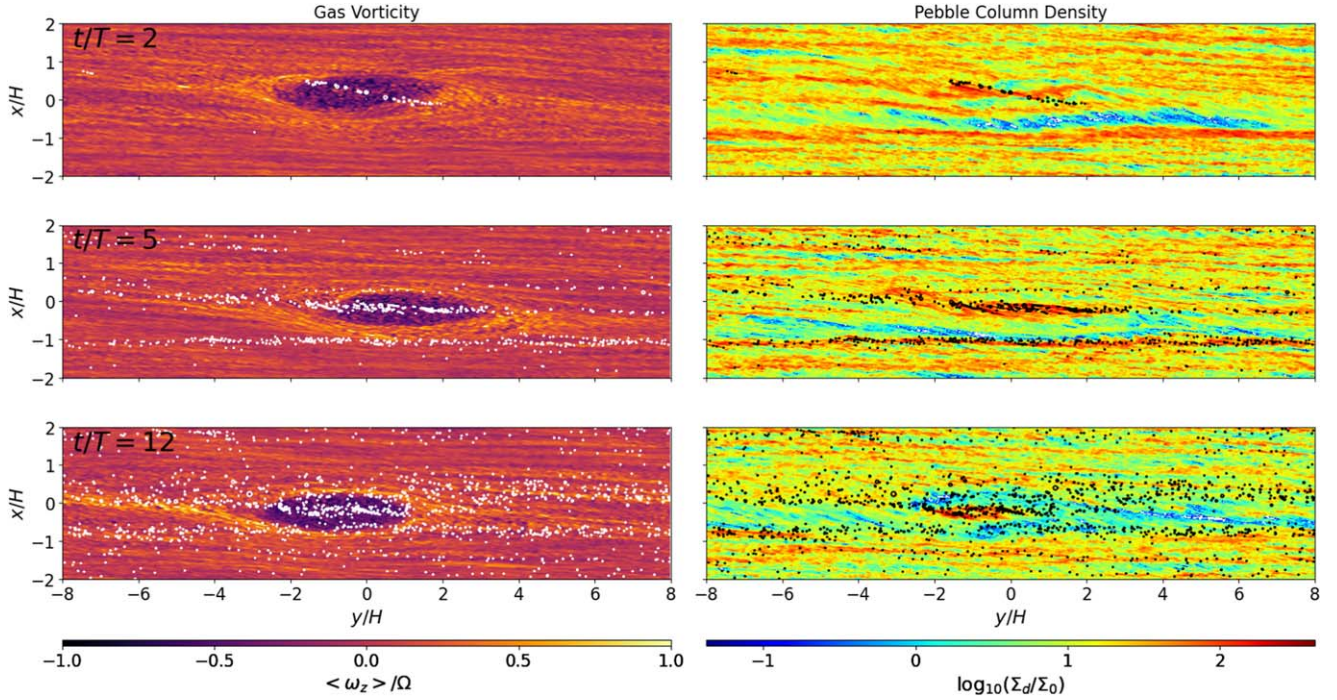 Gas Vorticity
Pebble Column Density
t/T = 2
x/H
2
1
0
−1
−2
t/T = 5
x/H
2
1
0
−1
−2
t/T = 12
x/H
2
1
0
−1
−2
−8 −6 −4 −2 0 2 4 6 8
−8 −6 −4 −2 0 2 4 6 8
y/H
y/H
−1.0 −0.5 0.0 0.5 1.0
−1 0 1 2
< ω_z > /Ω
log₁₀(Σ_d/Σ₀)